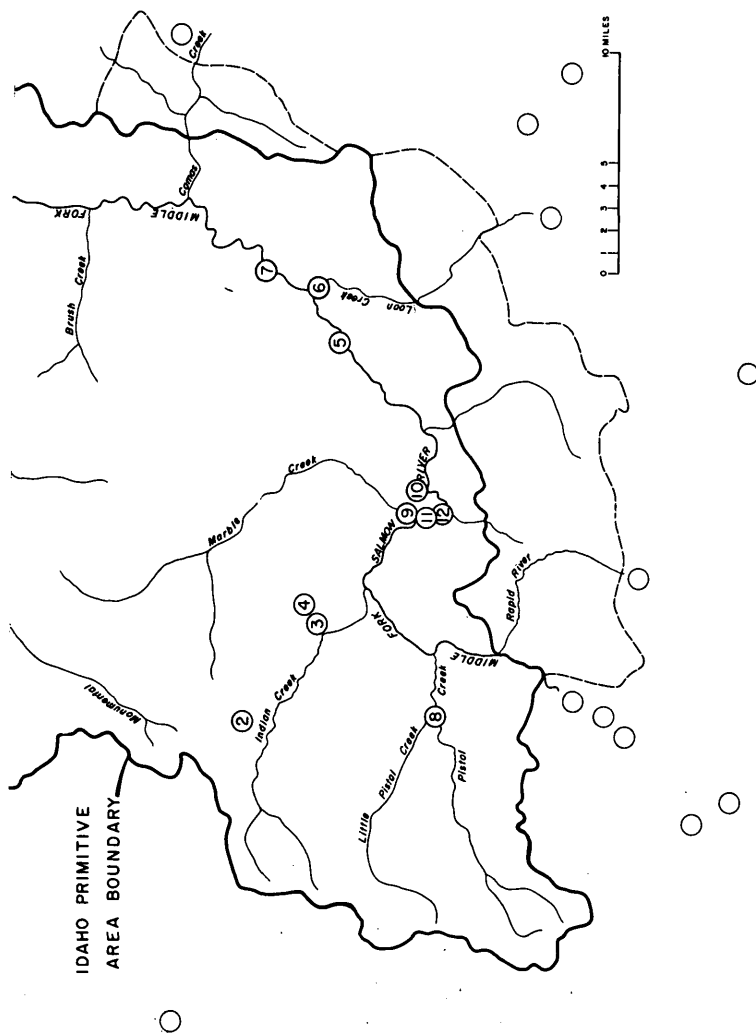 IDAHO PRIMITIVE
AREA BOUNDARY
Monumental
Marble
Creek
Brush Creek
FORK
MIDDLE
Camas
Creek
2
Indian Creek
3
4
5
6
7
Loon
Creek
SALMON
RIVER
9
10
11
12
FORK
MIDDLE
Little Pistol Creek
8
Pistol
Creek
Rapid River
0 1 2 3 4 5 10 MILES